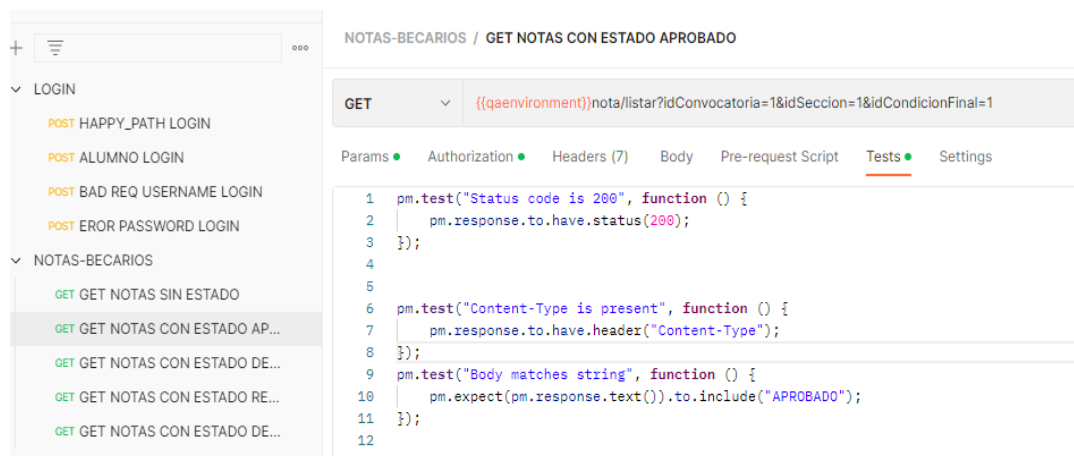 NOTAS-BECARIOS / GET NOTAS CON ESTADO APROBADO
LOGIN
POST HAPPY_PATH LOGIN
POST ALUMNO LOGIN
POST BAD REQ USERNAME LOGIN
POST EROR PASSWORD LOGIN
NOTAS-BECARIOS
GET GET NOTAS SIN ESTADO
GET GET NOTAS CON ESTADO AP...
GET GET NOTAS CON ESTADO DE...
GET GET NOTAS CON ESTADO RE...
GET GET NOTAS CON ESTADO DE...
GET {{qaenvironment}}nota/listar?idConvocatoria=1&idSeccion=1&idCondicionFinal=1
Params Authorization Headers (7) Body Pre-request Script Tests Settings
1 pm.test("Status code is 200", function () {
2 pm.response.to.have.status(200);
3 });
4
5
6 pm.test("Content-Type is present", function () {
7 pm.response.to.have.header("Content-Type");
8 });
9 pm.test("Body matches string", function () {
10 pm.expect(pm.response.text()).to.include("APROBADO");
11 });
12